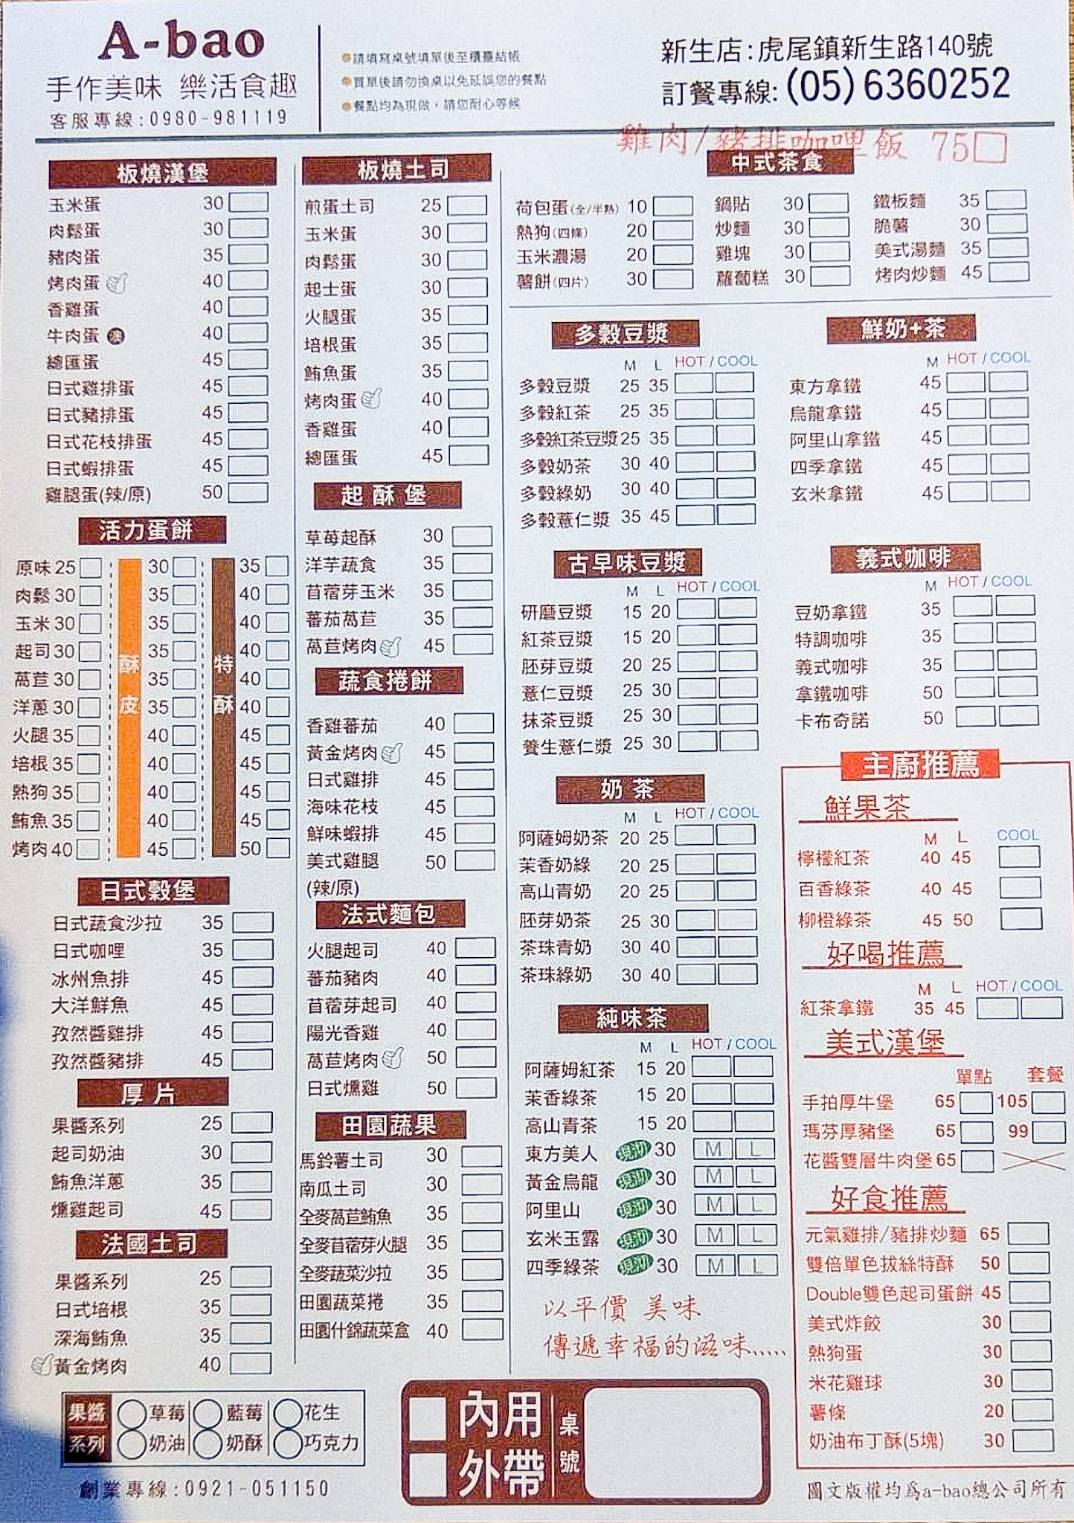 A-bao
手作美味 樂活食趣
客服專線:0980-981119
請填寫桌號填單後至櫃臺結帳
買單後請勿換桌以免延誤您的餐點
餐點均為現做，請您耐心等候
新生店:虎尾鎮新生路140號
訂餐專線:(05)6360252
雞肉/豬排咖哩飯 75
板燒漢堡
玉米蛋 30
肉鬆蛋 30
豬肉蛋 35
烤肉蛋 40
香雞蛋 40
牛肉蛋 澳 40
總匯蛋 45
日式雞排蛋 45
日式豬排蛋 45
日式花枝排蛋 45
日式蝦排蛋 45
雞腿蛋(辣/原) 50
活力蛋餅
酥皮 特酥
原味 25 30 35
肉鬆 30 35 40
玉米 30 35 40
起司 30 35 40
萵苣 30 35 40
洋蔥 30 35 40
火腿 35 40 45
培根 35 40 45
熱狗 35 40 45
鮪魚 35 40 45
烤肉 40 45 50
日式穀堡
日式蔬食沙拉 35
日式咖哩 35
冰州魚排 45
大洋鮮魚 45
孜然醬雞排 45
孜然醬豬排 45
厚片
果醬系列 25
起司奶油 30
鮪魚洋蔥 35
燻雞起司 45
法國土司
果醬系列 25
日式培根 35
深海鮪魚 35
黃金烤肉 40
果醬系列
草莓 藍莓 花生
奶油 奶酥 巧克力
創業專線:0921-051150
板燒土司
煎蛋土司 25
玉米蛋 30
肉鬆蛋 30
起士蛋 30
火腿蛋 35
培根蛋 35
鮪魚蛋 35
烤肉蛋 40
香雞蛋 40
總匯蛋 45
起酥堡
草莓起酥 30
洋芋蔬食 35
苜蓿芽玉米 35
蕃茄萵苣 35
萵苣烤肉 45
蔬食捲餅
香雞蕃茄 40
黃金烤肉 45
日式雞排 45
海味花枝 45
鮮味蝦排 45
美式雞腿 50
(辣/原)
法式麵包
火腿起司 40
蕃茄豬肉 40
苜蓿芽起司 40
陽光香雞 40
萵苣烤肉 50
日式燻雞 50
田園蔬果
馬鈴薯土司 30
南瓜土司 30
全麥萵苣鮪魚 35
全麥苜蓿芽火腿 35
全麥蔬菜沙拉 35
田園蔬菜捲 35
田園什錦蔬菜盒 40
中式茶食
荷包蛋(全/半熟) 10 鍋貼 30 鐵板麵 35
熱狗(四條) 20 炒麵 30 脆薯 30
玉米濃湯 20 雞塊 30 美式湯麵 35
薯餅(四片) 30 蘿蔔糕 30 烤肉炒麵 45
多穀豆漿
M L HOT/COOL
多穀豆漿 25 35
多穀紅茶 25 35
多穀紅茶豆漿 25 35
多穀奶茶 30 40
多穀綠奶 30 40
多穀薏仁漿 35 45
古早味豆漿
M L HOT/COOL
研磨豆漿 15 20
紅茶豆漿 15 20
胚芽豆漿 20 25
薏仁豆漿 25 30
抹茶豆漿 25 30
養生薏仁漿 25 30
奶茶
M L HOT/COOL
阿薩姆奶茶 20 25
茉香奶綠 20 25
高山青奶 20 25
胚芽奶茶 25 30
茶珠青奶 30 40
茶珠綠奶 30 40
純味茶
M L HOT/COOL
阿薩姆紅茶 15 20
茉香綠茶 15 20
高山青茶 15 20
東方美人 現沏 30 M L
黃金烏龍 現沏 30 M L
阿里山 現沏 30 M L
玄米玉露 現沏 30 M L
四季綠茶 現沏 30 M L
以平價 美味
傳遞幸福的滋味.....
內用
外帶
桌號
鮮奶+茶
M HOT/COOL
東方拿鐵 45
烏龍拿鐵 45
阿里山拿鐵 45
四季拿鐵 45
玄米拿鐵 45
義式咖啡
M HOT/COOL
豆奶拿鐵 35
特調咖啡 35
義式咖啡 35
拿鐵咖啡 50
卡布奇諾 50
主廚推薦
鮮果茶
M L COOL
檸檬紅茶 40 45
百香綠茶 40 45
柳橙綠茶 45 50
好喝推薦
M L HOT/COOL
紅茶拿鐵 35 45
美式漢堡
單點 套餐
手拍厚牛堡 65 105
瑪芬厚豬堡 65 99
花醬雙層牛肉堡 65
好食推薦
元氣雞排/豬排炒麵 65
雙倍單色拔絲特酥 50
Double雙色起司蛋餅 45
美式炸餃 30
熱狗蛋 30
米花雞球 30
薯條 20
奶油布丁酥(5塊) 30
圖文版權均爲a-bao總公司所有